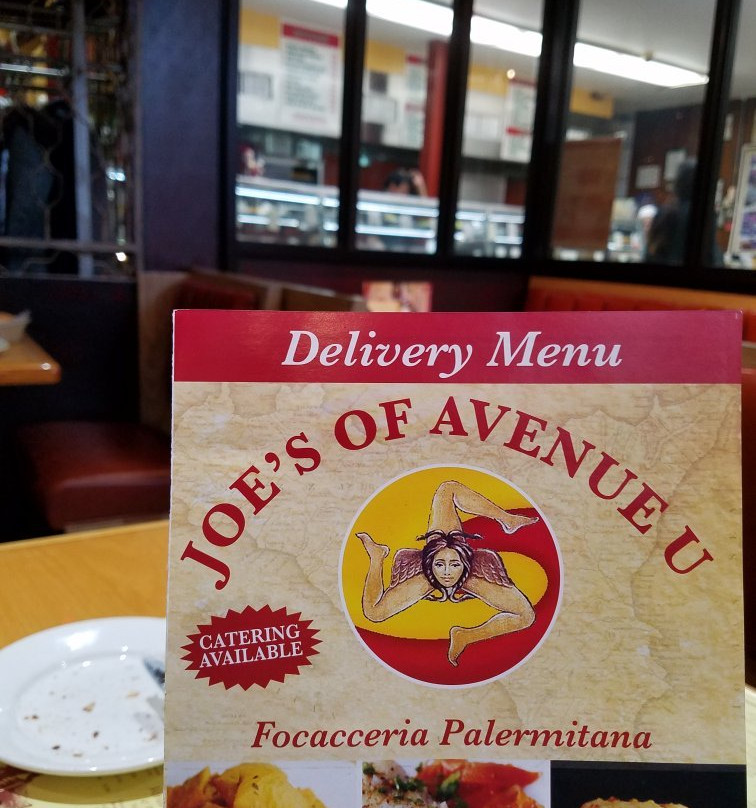 Delivery Menu
JOE'S OF AVENUE U
CATERING
AVAILABLE
Focacceria Palermitana